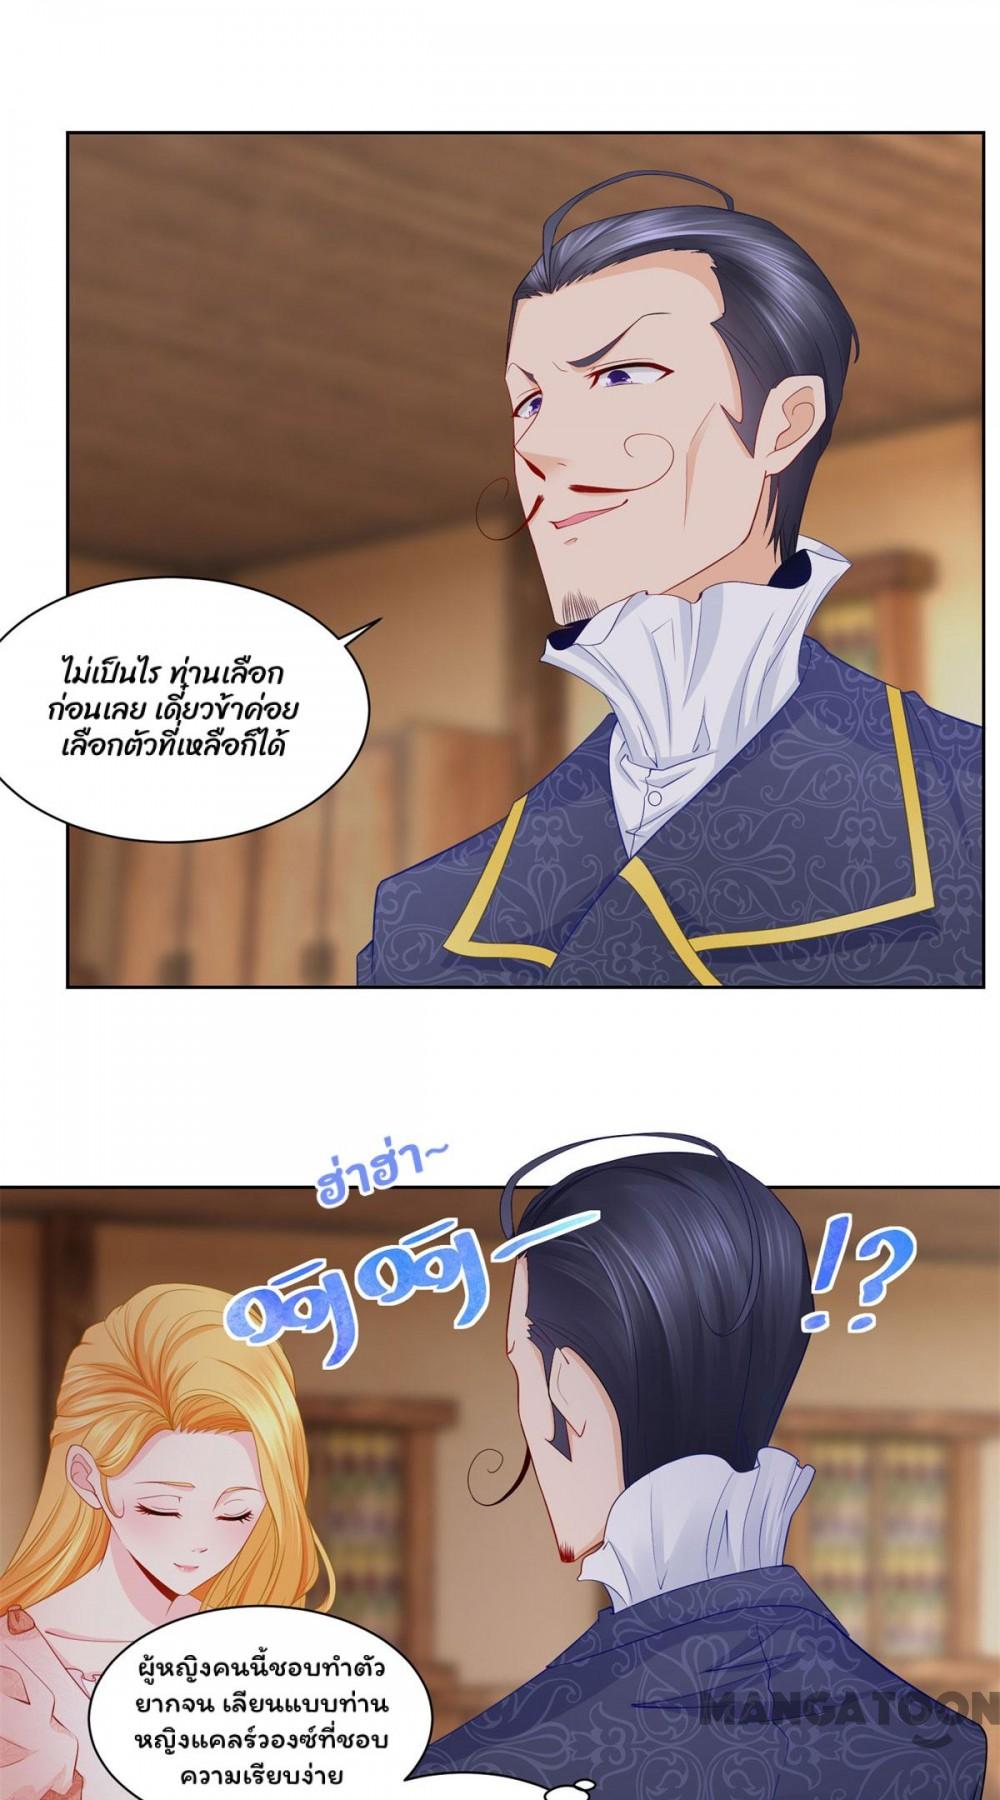 ไม่เป็นไร ท่านเลือก
ก่อนเลย เดี๋ยวข้าค่อย
เลือกตัวที่เหลือก็ได้
ฮ่าฮ่า~
!?
ผู้หญิงคนนี้ชอบทำตัว
ยากจน เลียนแบบท่าน
หญิงแคลร์วองซ์ที่ชอบ
ความเรียบง่าย
MANGATOON